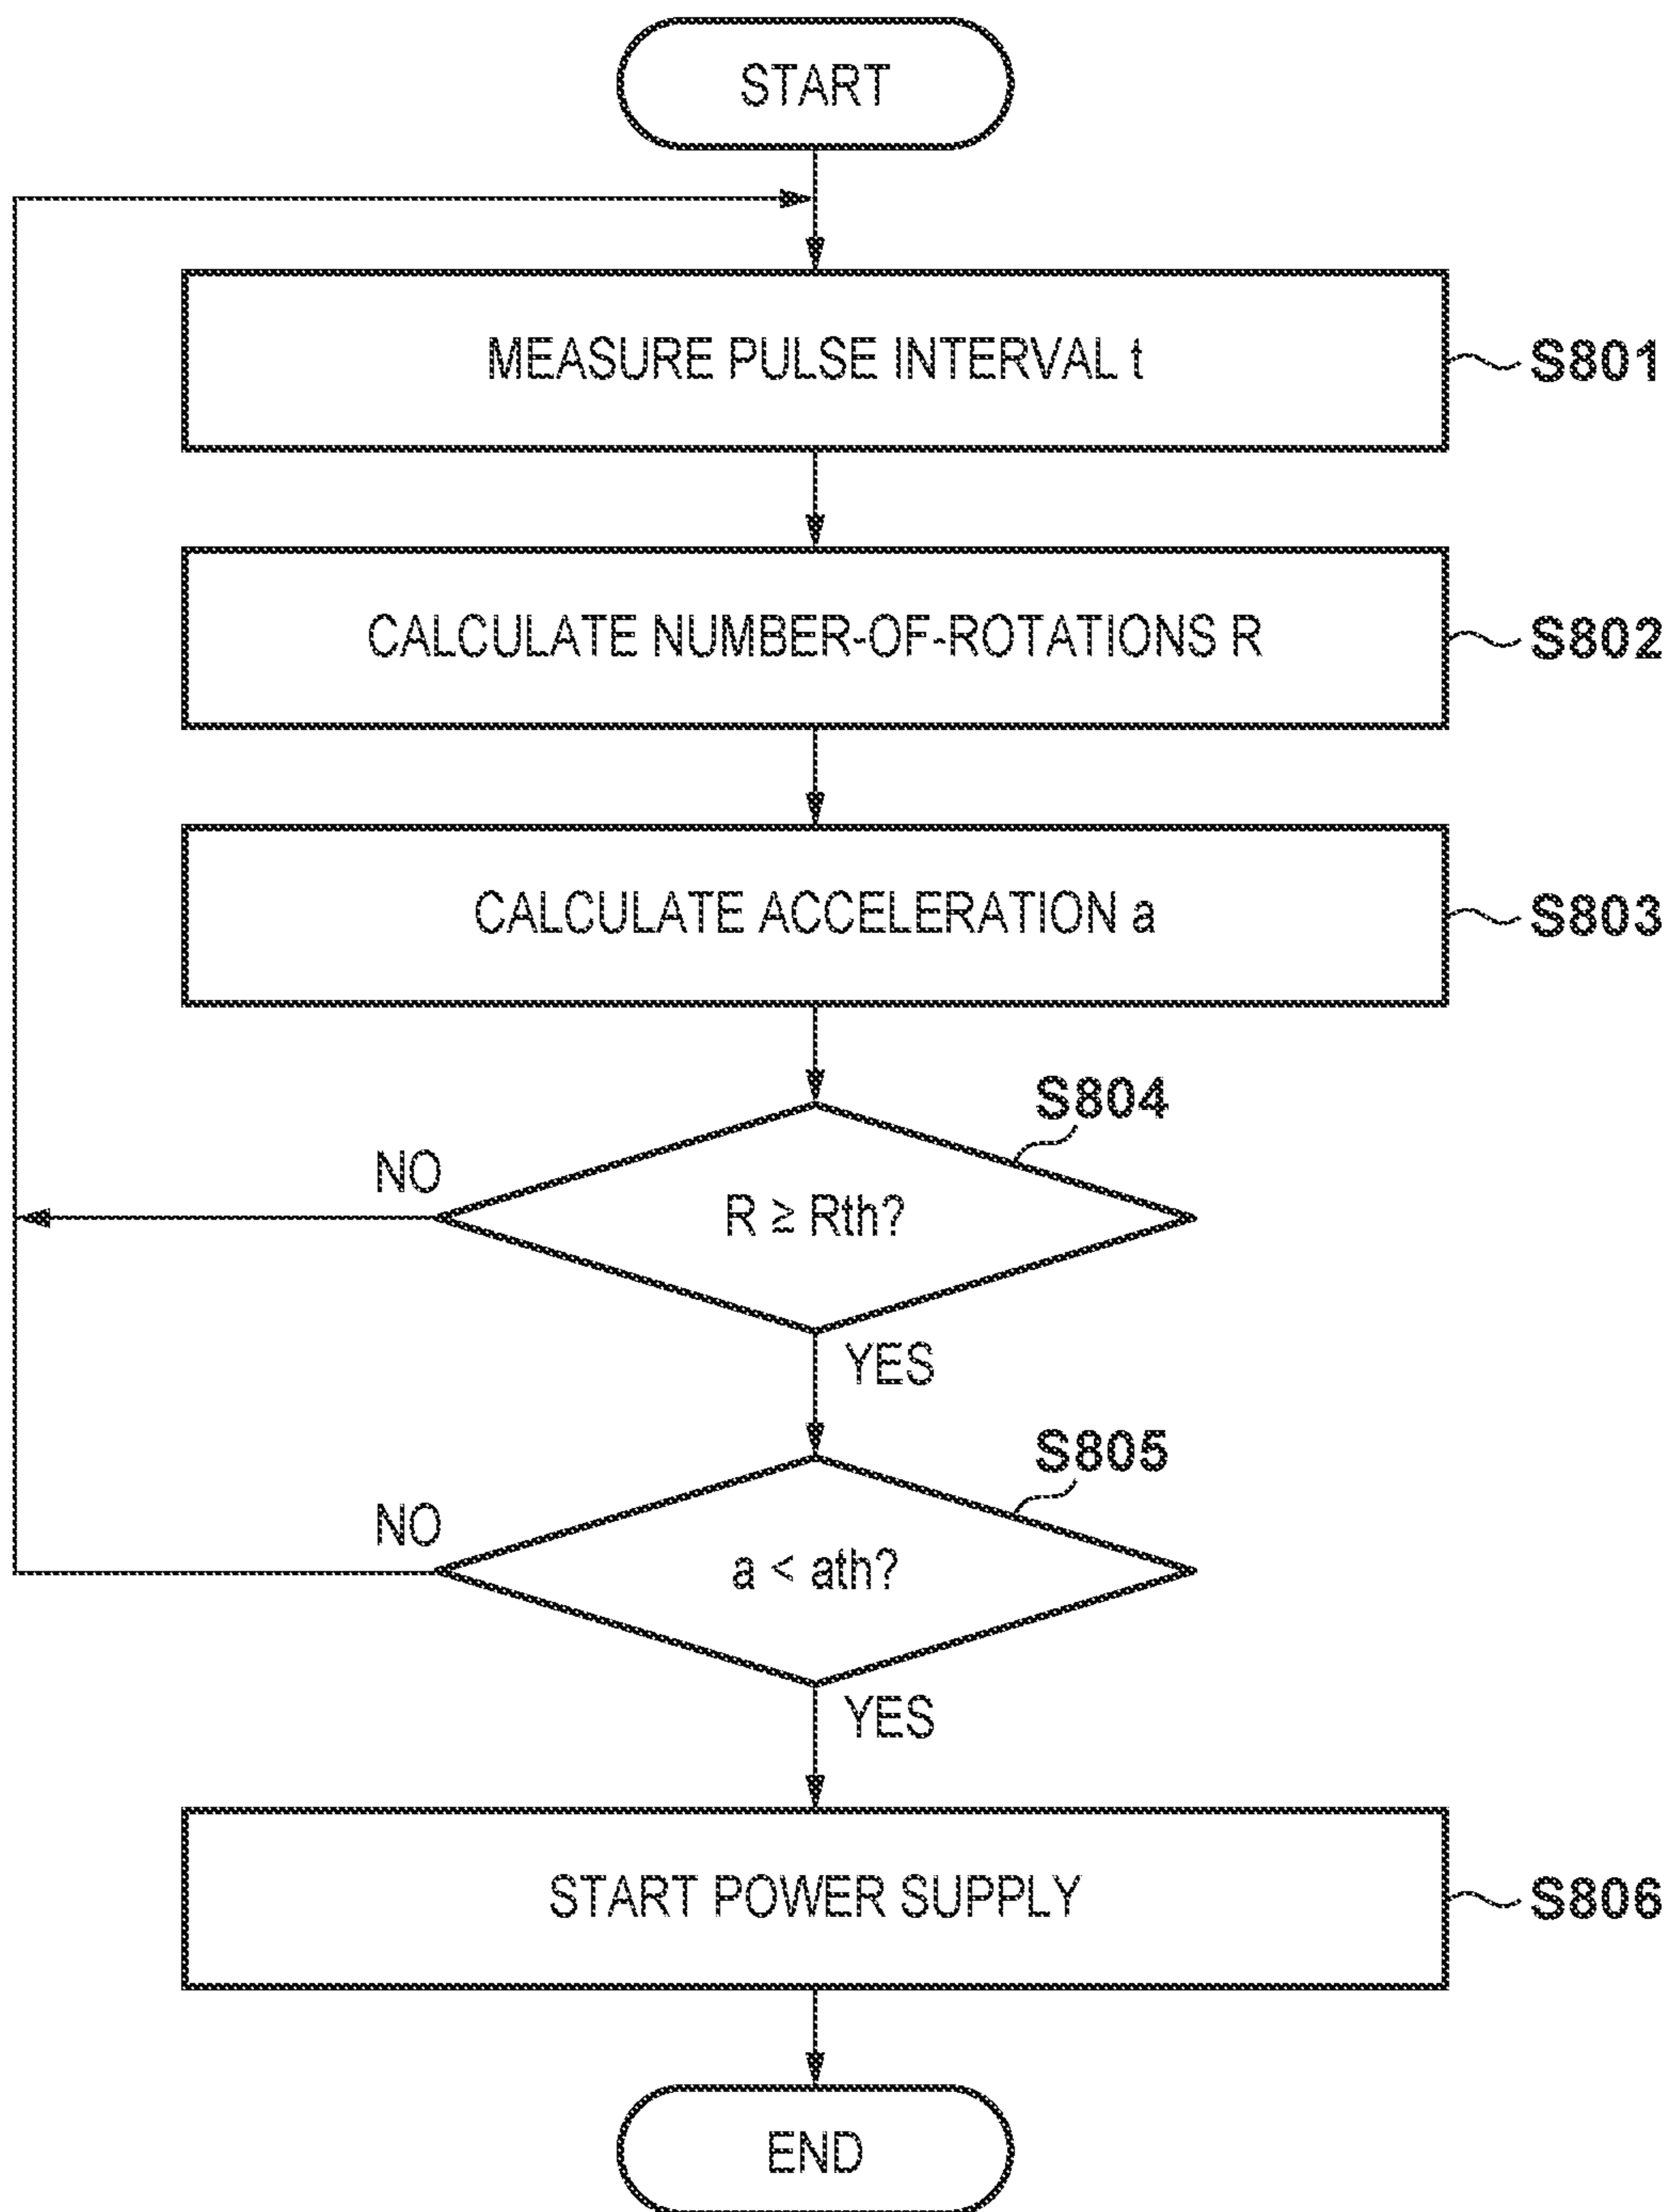 START
MEASURE PULSE INTERVAL t
S801
CALCULATE NUMBER-OF-ROTATIONS R
S802
CALCULATE ACCELERATION a
S803
S804
NO
R ≥ Rth?
YES
S805
NO
a < ath?
YES
START POWER SUPPLY
S806
END